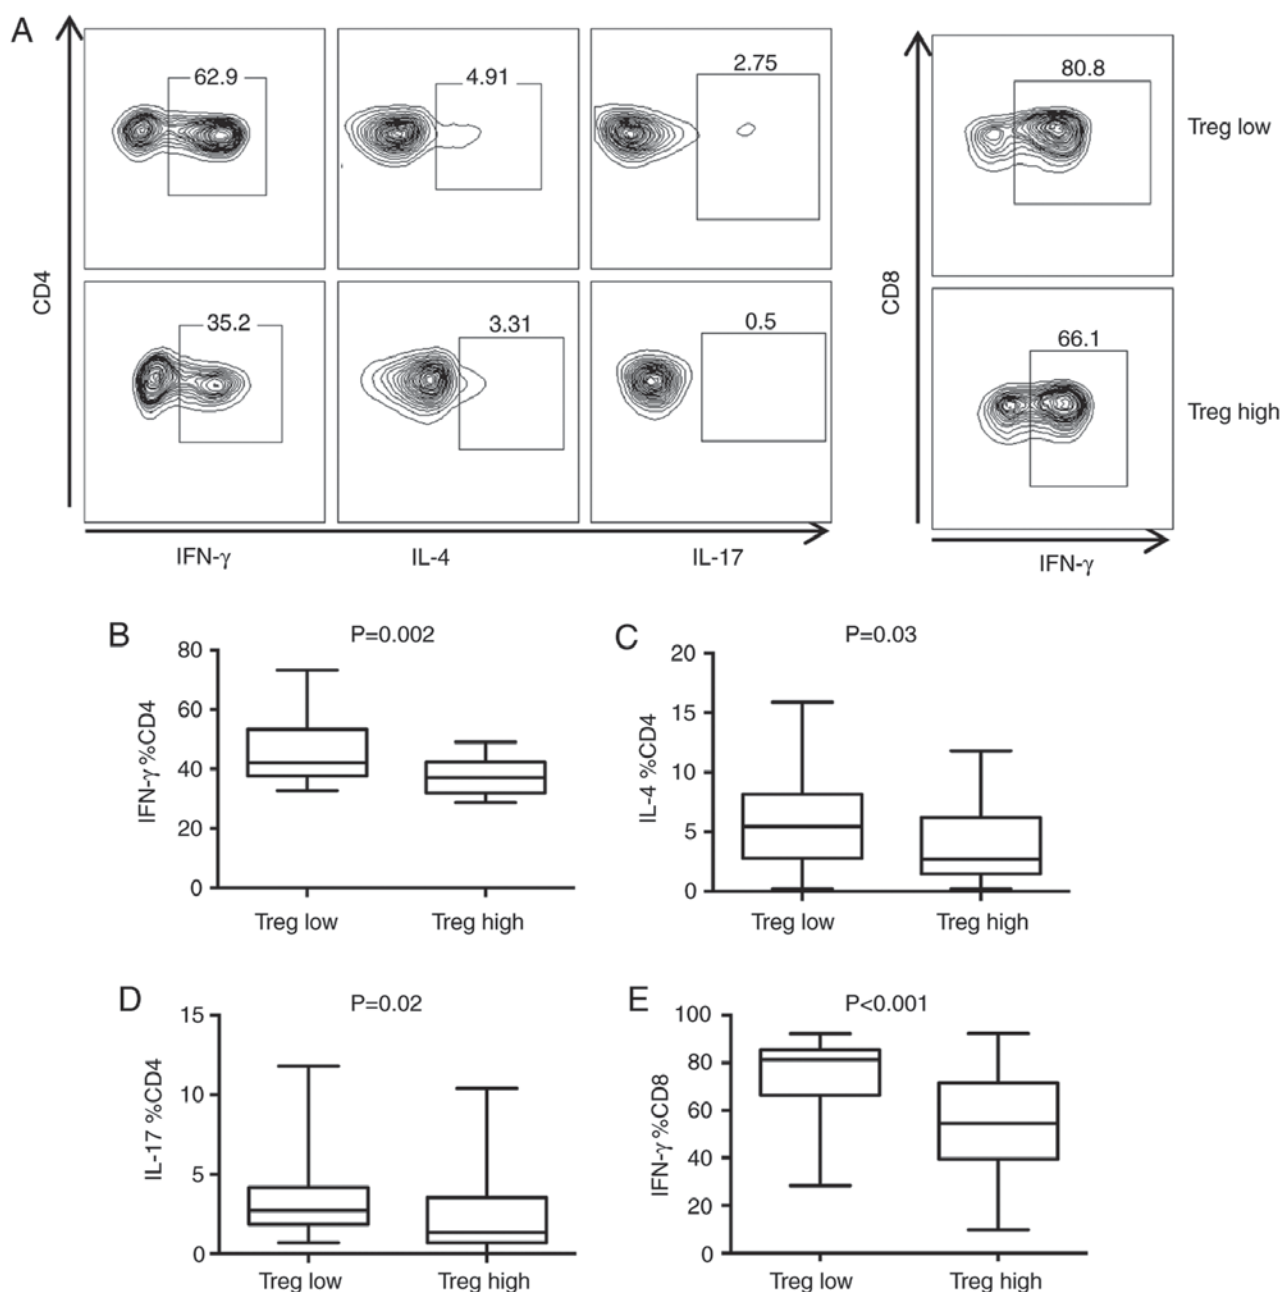 A
62.9
4.91
2.75
80.8
Treg low
CD4
CD8
35.2
3.31
0.5
66.1
Treg high
IFN-γ
IL-4
IL-17
IFN-γ
B
P=0.002
80
60
40
20
0
IFN-γ %CD4
Treg low
Treg high
C
P=0.03
20
15
10
5
0
IL-4 %CD4
Treg low
Treg high
D
P=0.02
15
10
5
0
IL-17 %CD4
Treg low
Treg high
E
P<0.001
100
80
60
40
20
0
IFN-γ %CD8
Treg low
Treg high